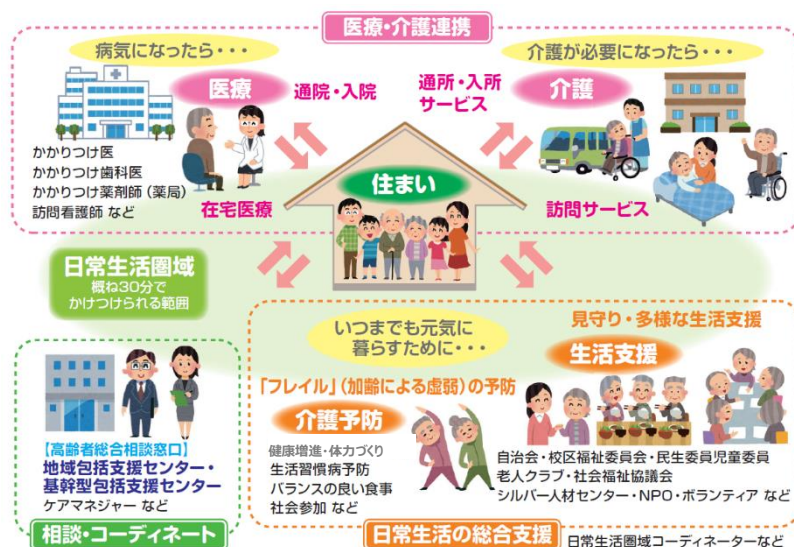 医療・介護連携
病気になったら・・・
医療
通院・入院
かかりつけ医
かかりつけ歯科医
かかりつけ薬剤師（薬局）
訪問看護師 など
在宅医療
介護が必要になったら・・・
通所・入所
サービス
介護
訪問サービス
住まい
日常生活圏域
概ね30分で
かけつけられる範囲
いつまでも元気に
暮らすために・・・
「フレイル」（加齢による虚弱）の予防
介護予防
健康増進・体力づくり
生活習慣病予防
バランスの良い食事
社会参加 など
見守り・多様な生活支援
生活支援
自治会・校区福祉委員会・民生委員児童委員
老人クラブ・社会福祉協議会
シルバー人材センター・NPO・ボランティア など
【高齢者総合相談窓口】
地域包括支援センター・
基幹型包括支援センター
ケアマネジャー など
相談・コーディネート
日常生活の総合支援
日常生活圏域コーディネーターなど